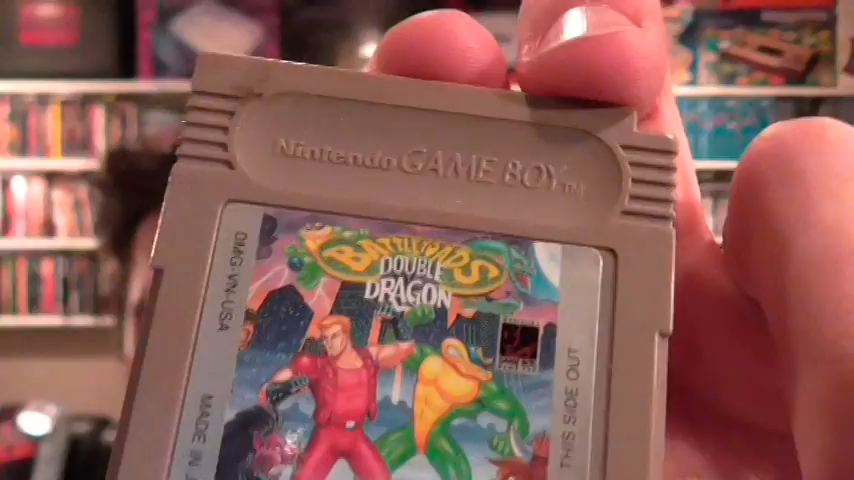 Nintendo GAME BOY TM
BATTLETOADS
DOUBLE
DRAGON
DMG-VN-USA
MADE IN
THIS SIDE OUT